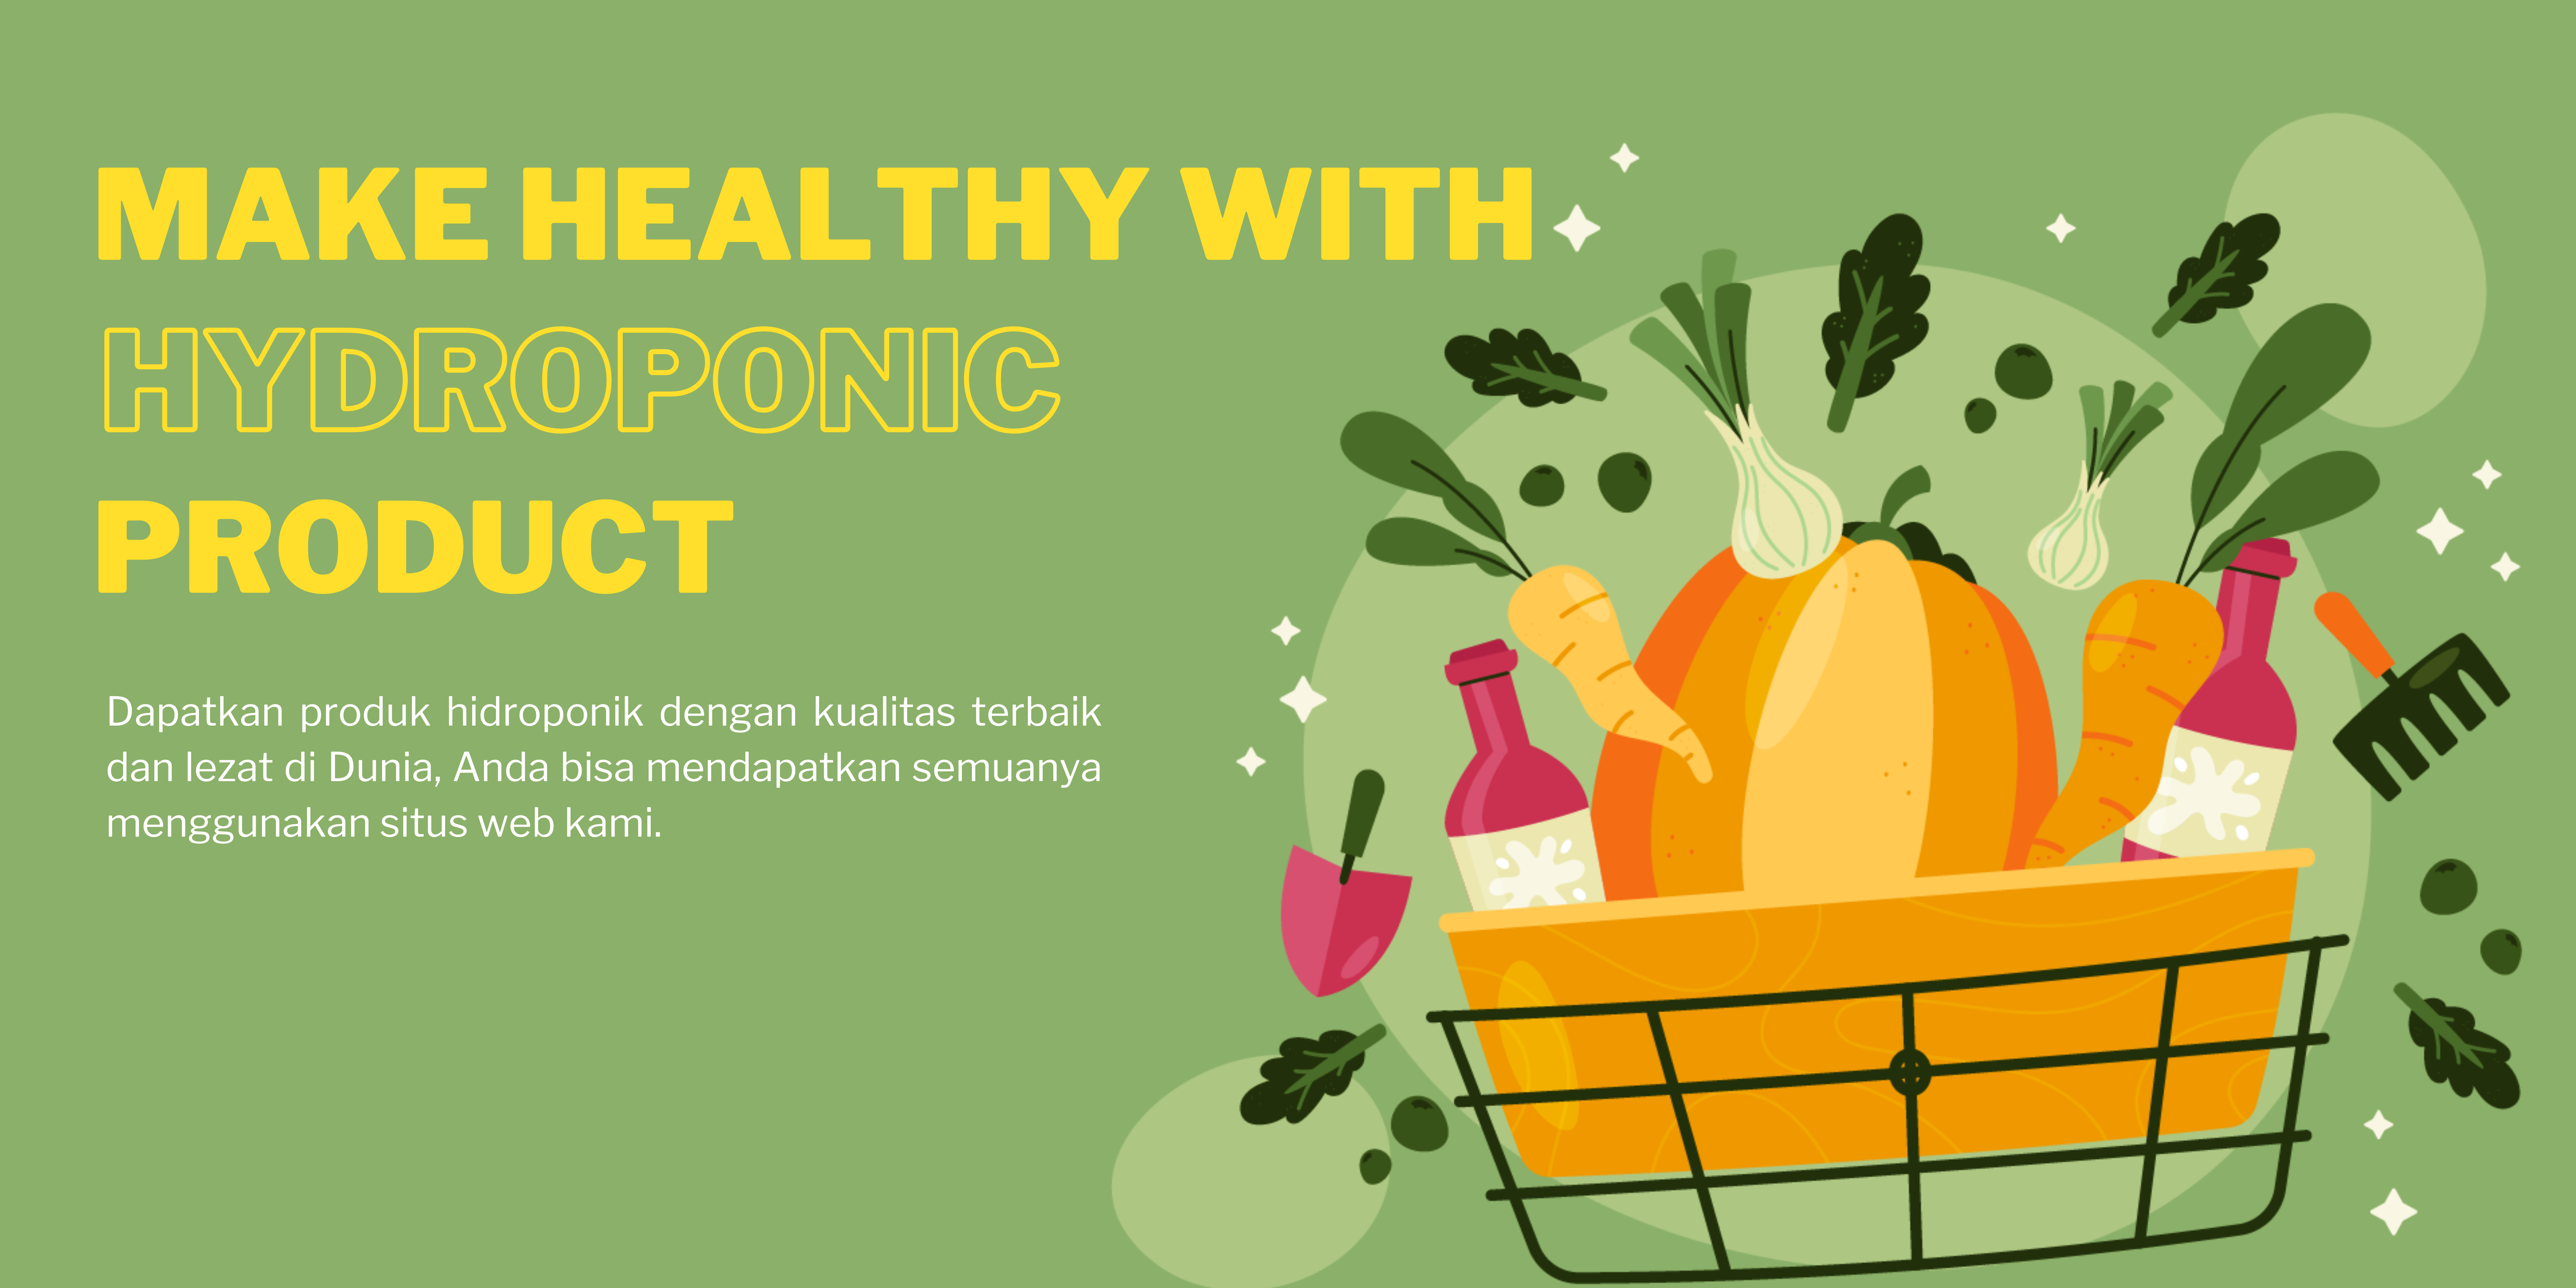 MAKE HEALTHY WITH
HYDROPONIC
PRODUCT
Dapatkan produk hidroponik dengan kualitas terbaik
dan lezat di Dunia, Anda bisa mendapatkan semuanya
menggunakan situs web kami.